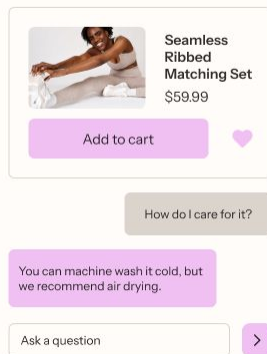 Seamless
Ribbed
Matching Set
$59.99
Add to cart
How do I care for it?
You can machine wash it cold, but
we recommend air drying.
Ask a question